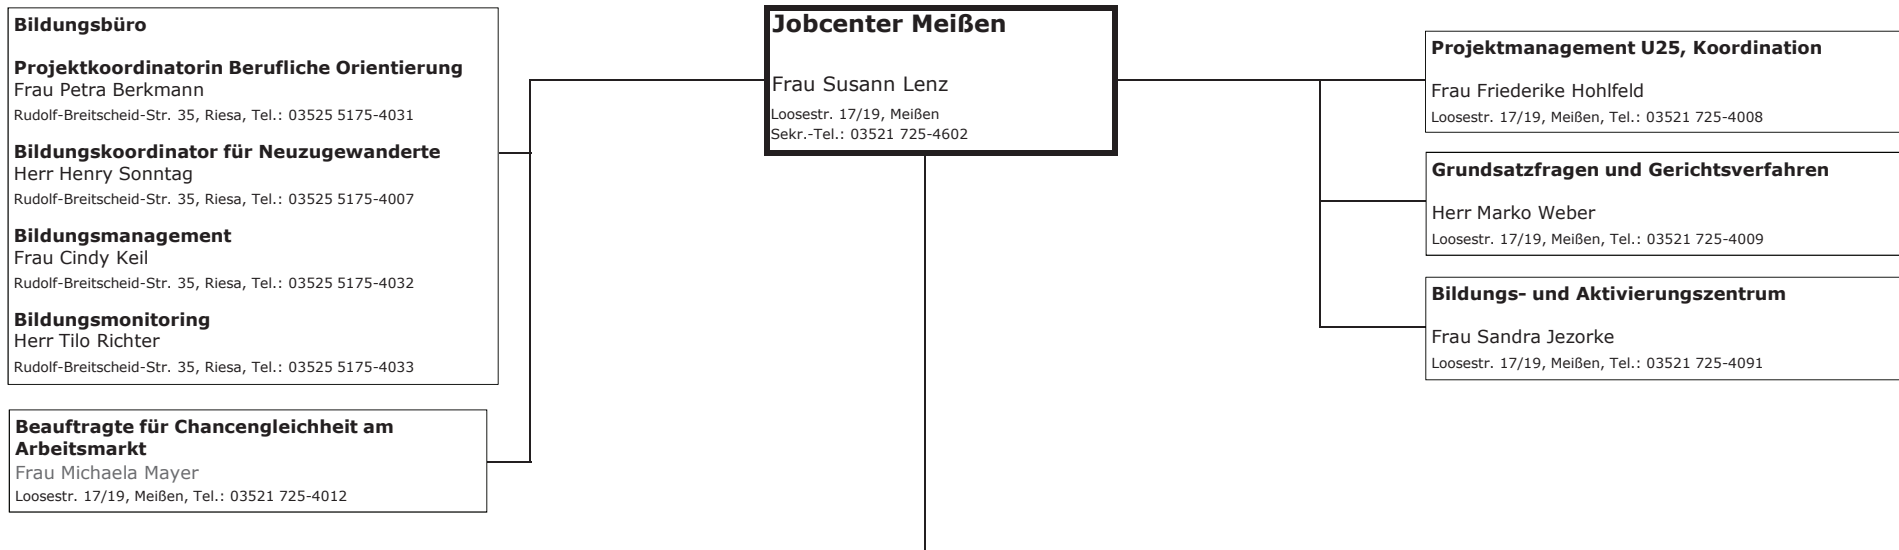 Bildungsbüro
Projektkoordinatorin Berufliche Orientierung
Frau Petra Berkmann
Rudolf-Breitscheid-Str. 35, Riesa, Tel.: 03525 5175-4031
Bildungskoordinator für Neuzugewanderte
Herr Henry Sonntag
Rudolf-Breitscheid-Str. 35, Riesa, Tel.: 03525 5175-4007
Bildungsmanagement
Frau Cindy Keil
Rudolf-Breitscheid-Str. 35, Riesa, Tel.: 03525 5175-4032
Bildungsmonitoring
Herr Tilo Richter
Rudolf-Breitscheid-Str. 35, Riesa, Tel.: 03525 5175-4033
Beauftragte für Chancengleichheit am
Arbeitsmarkt
Frau Michaela Mayer
Loosestr. 17/19, Meißen, Tel.: 03521 725-4012
Jobcenter Meißen
Frau Susann Lenz
Loosestr. 17/19, Meißen
Sekr.-Tel.: 03521 725-4602
Projektmanagement U25, Koordination
Frau Friederike Hohlfeld
Loosestr. 17/19, Meißen, Tel.: 03521 725-4008
Grundsatzfragen und Gerichtsverfahren
Herr Marko Weber
Loosestr. 17/19, Meißen, Tel.: 03521 725-4009
Bildungs- und Aktivierungszentrum
Frau Sandra Jezorke
Loosestr. 17/19, Meißen, Tel.: 03521 725-4091